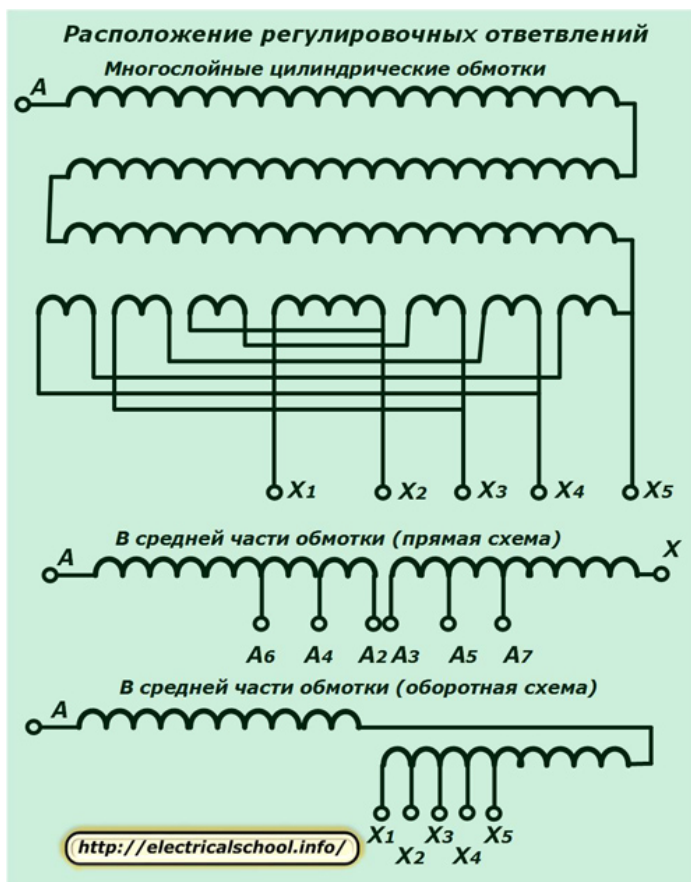 Расположение регулировочных ответвлений
Многослойные цилиндрические обмотки
A
X1 X2 X3 X4 X5
В средней части обмотки (прямая схема)
A X
A6 A4 A2 A3 A5 A7
В средней части обмотки (оборотная схема)
A
X1 X2 X3 X4 X5
http://electricalschool.info/